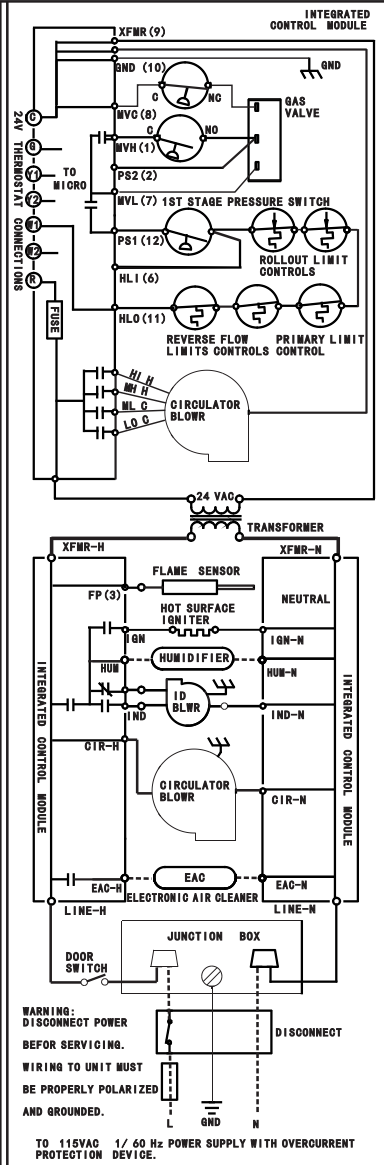 INTEGRATED
CONTROL MODULE
XFMR (9)
GND (10)
GND
C
NC
GAS
VALVE
MVC (8)
C
NO
MVH (1)
24V THERMOSTAT CONNECTIONS
C
G
Y1
Y2
W1
W2
R
TO
MICRO
PS2 (2)
MVL (7)
1ST STAGE PRESSURE SWITCH
PS1 (12)
ROLLOUT LIMIT
CONTROLS
HLI (6)
HLO (11)
FUSE
REVERSE FLOW
LIMITS CONTROLS
PRIMARY LIMIT
CONTROL
HI H
MH H
ML C
LO C
CIRCULATOR
BLOWR
24 VAC
TRANSFORMER
XFMR-H
XFMR-N
FLAME SENSOR
FP (3)
NEUTRAL
HOT SURFACE
IGNITER
IGN
IGN-N
HUM
HUMIDIFIER
HUM-N
ID
BLWR
IND
IND-N
INTEGRATED CONTROL MODULE
INTEGRATED CONTROL MODULE
CIR-H
CIRCULATOR
BLOWR
CIR-N
EAC
EAC-H
EAC-N
ELECTRONIC AIR CLEANER
LINE-H
LINE-N
JUNCTION BOX
DOOR
SWITCH
WARNING:
DISCONNECT POWER
BEFOR SERVICING.
WIRING TO UNIT MUST
BE PROPERLY POLARIZED
AND GROUNDED.
DISCONNECT
L
GND
N
TO 115VAC 1/ 60 Hz POWER SUPPLY WITH OVERCURRENT
PROTECTION DEVICE.